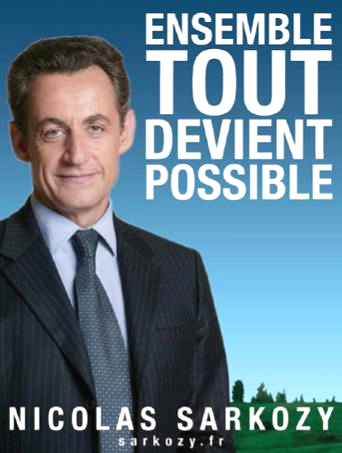 ENSEMBLE
TOUT
DEVIENT
POSSIBLE
NICOLAS SARKOZY
sarkozy.fr